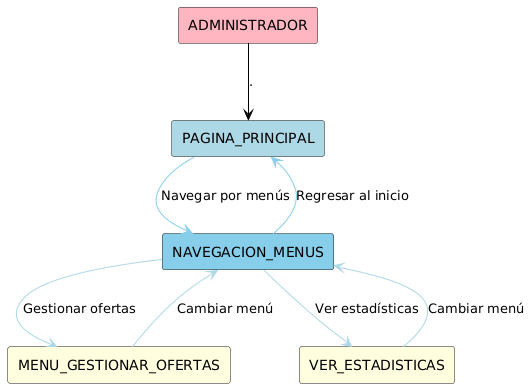 ADMINISTRADOR
.
PAGINA_PRINCIPAL
Navegar por menús
Regresar al inicio
NAVEGACION_MENUS
Gestionar ofertas
Cambiar menú
Ver estadísticas
Cambiar menú
MENU_GESTIONAR_OFERTAS
VER_ESTADISTICAS